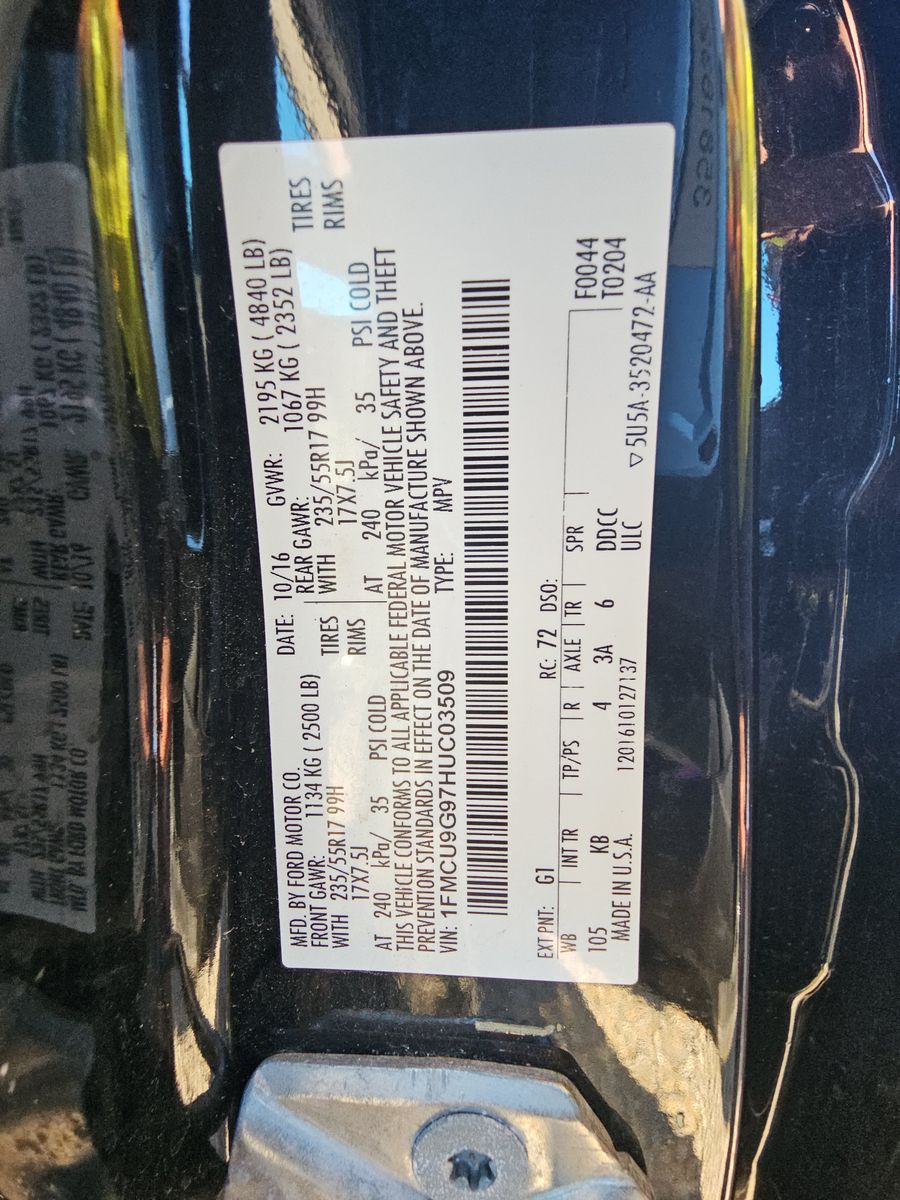 MFD. BY FORD MOTOR CO. DATE: 10/16 GVWR: 2195 KG ( 4840 LB)
FRONT GAWR: 1134 KG ( 2500 LB) REAR GAWR: 1067 KG ( 2352 LB)
WITH 235/55R17 99H TIRES WITH 235/55R17 99H TIRES
17X7.5J RIMS 17X7.5J RIMS
AT 240 kPa/ 35 PSI COLD AT 240 kPa/ 35 PSI COLD
THIS VEHICLE CONFORMS TO ALL APPLICABLE FEDERAL MOTOR VEHICLE SAFETY AND THEFT
PREVENTION STANDARDS IN EFFECT ON THE DATE OF MANUFACTURE SHOWN ABOVE.
VIN: 1FMCU9G97HUC03509 TYPE: MPV
EXT PNT: G1 RC: 72 DSO:
WB INT TR TP/PS R AXLE TR SPR F0044
105 KB 4 3A 6 DDCC T0204
ULC
MADE IN U.S.A. 1201610127137 ▽5U5A-3520472-AA